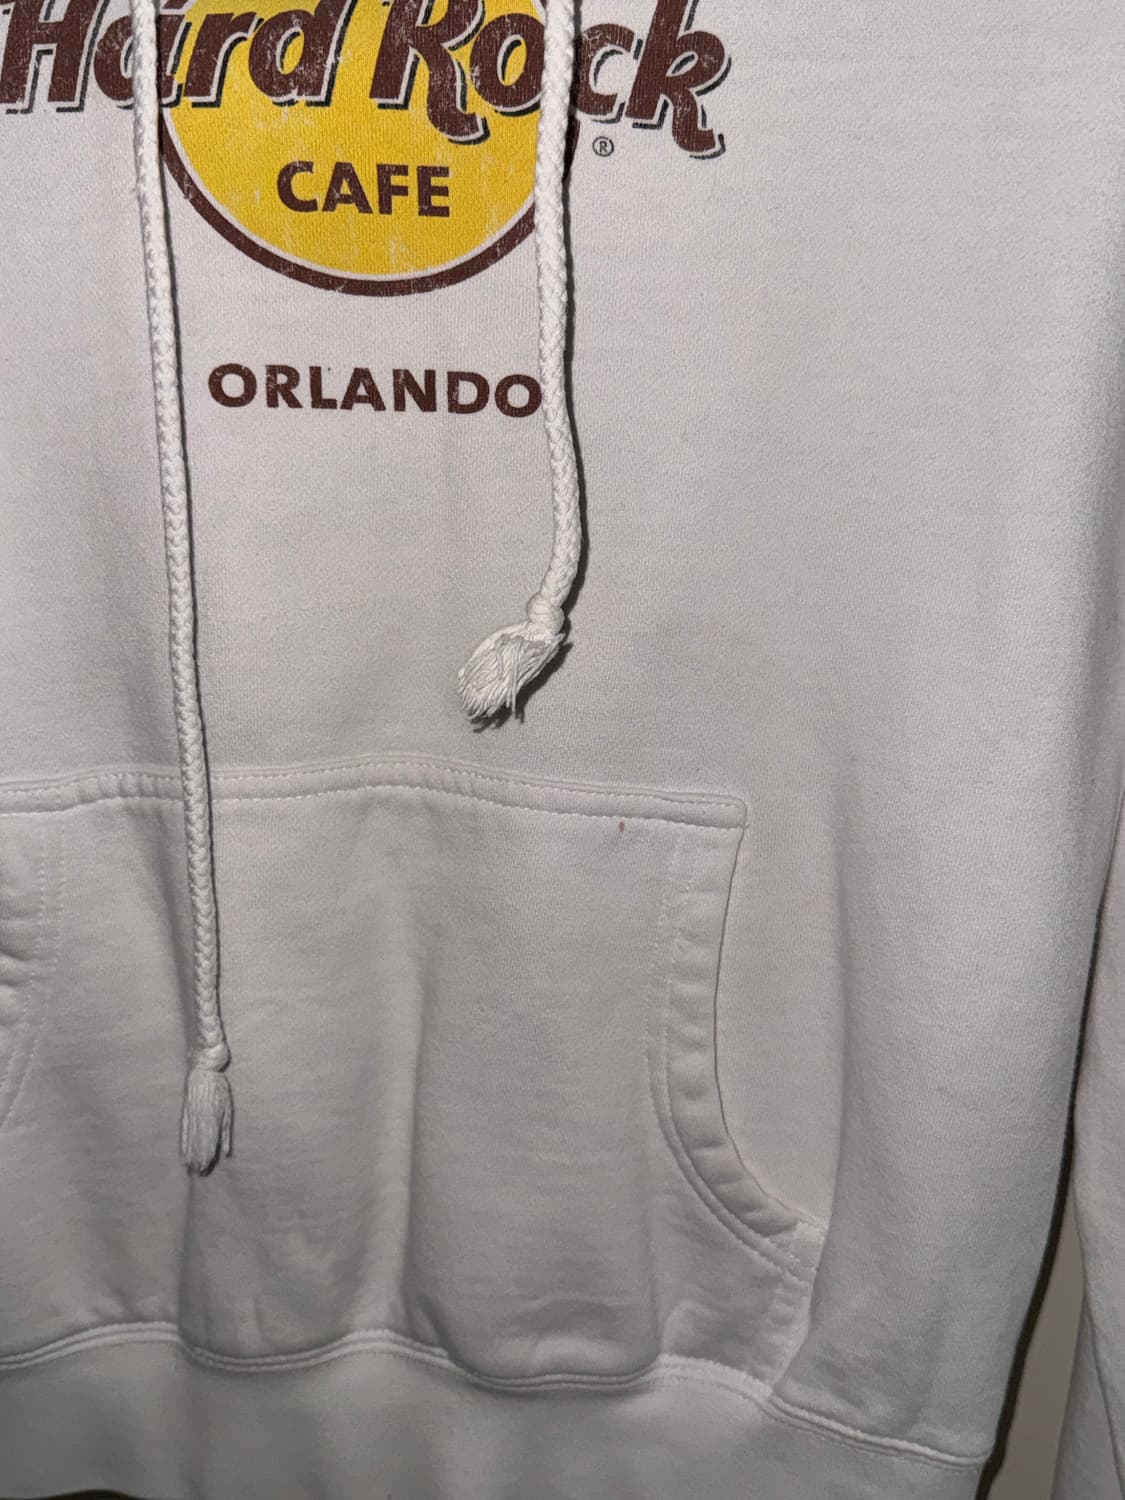 Hard Rock
®
CAFE
ORLANDO